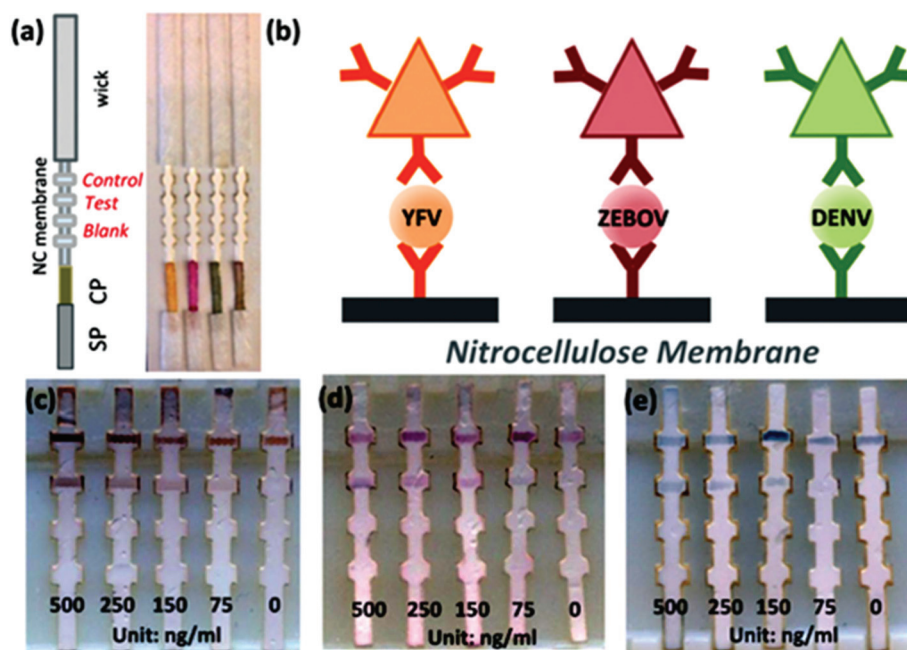 (a)
wick
NC membrane
Control
Test
Blank
CP
SP
(b)
YFV
ZEBOV
DENV
Nitrocellulose Membrane
(c)
500 250 150 75 0
Unit: ng/ml
(d)
500 250 150 75 0
Unit: ng/ml
(e)
500 250 150 75 0
Unit: ng/ml